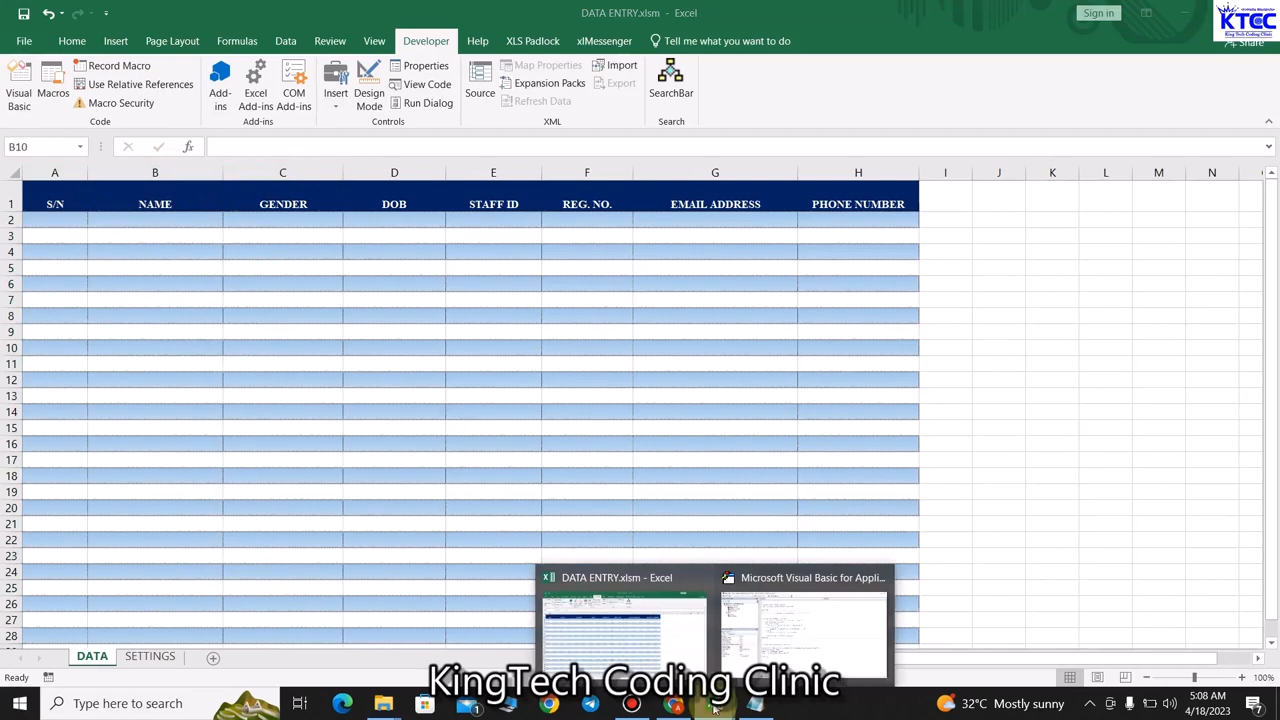 DATA ENTRY.xlsm - Excel
Sign in
KTCC
King Tech Coding Clinic
File Home Page Layout Formulas Data Review View Developer Help Messenger Tell me what you want to do Share
Record Macro
Use Relative References
Macro Security
Visual Basic
Macros
Code
Add-ins
Excel Add-ins
COM Add-ins
Add-ins
Insert
Design Mode
Properties
View Code
Run Dialog
Controls
Source
Map Properties
Expansion Packs
Refresh Data
Import
Export
XML
SearchBar
Search
B10
fx
A B C D E F G H I J K L M N
1 S/N NAME GENDER DOB STAFF ID REG. NO. EMAIL ADDRESS PHONE NUMBER
2
3
4
5
6
7
8
9
10
11
12
13
14
15
16
17
18
19
20
21
22
23
24
25
26
27
28
DATA ENTRY.xlsm - Excel
Microsoft Visual Basic for Appli...
DATA SETTINGS
Ready
100%
KingTech Coding Clinic
Type here to search
32°C Mostly sunny
5:08 AM
4/18/2023
7